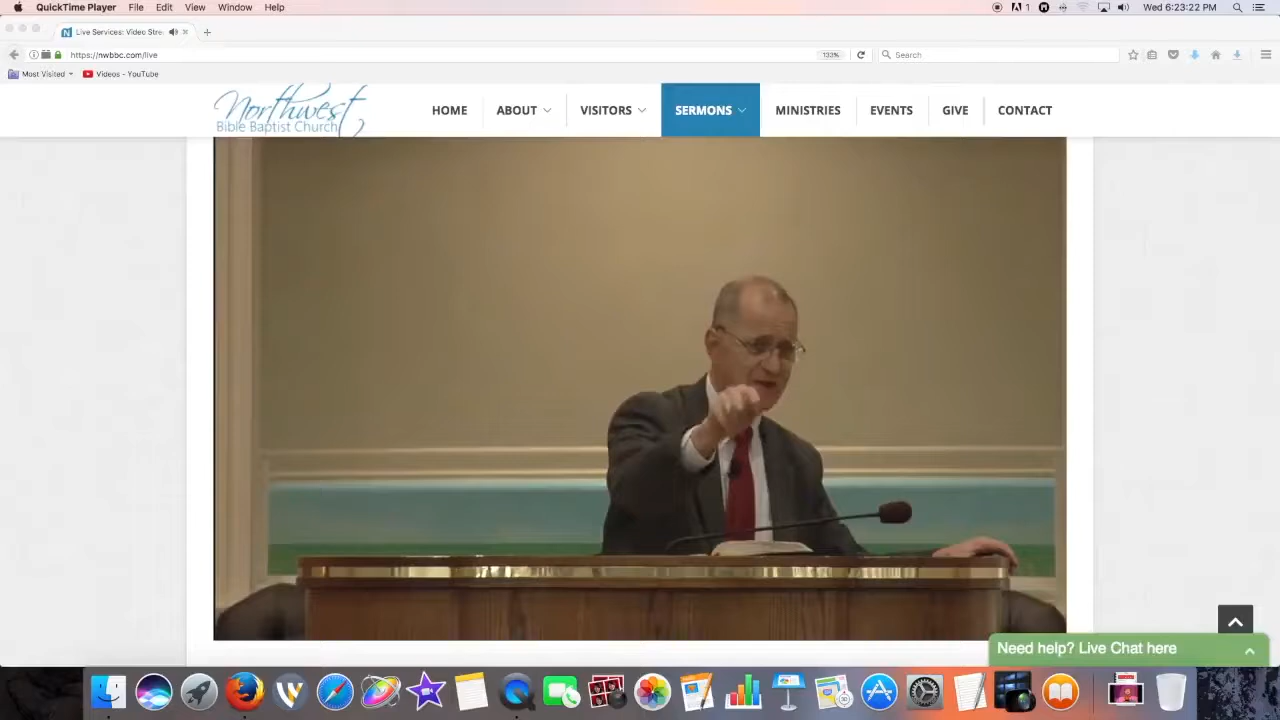 QuickTime Player File Edit View Window Help
1 Wed 6:23:22 PM
Live Services: Video Stre
https://nwbbc.com/live
133%
Search
Most Visited
Videos - YouTube
Northwest
Bible Baptist Church
HOME ABOUT VISITORS SERMONS MINISTRIES EVENTS GIVE CONTACT
Need help? Live Chat here